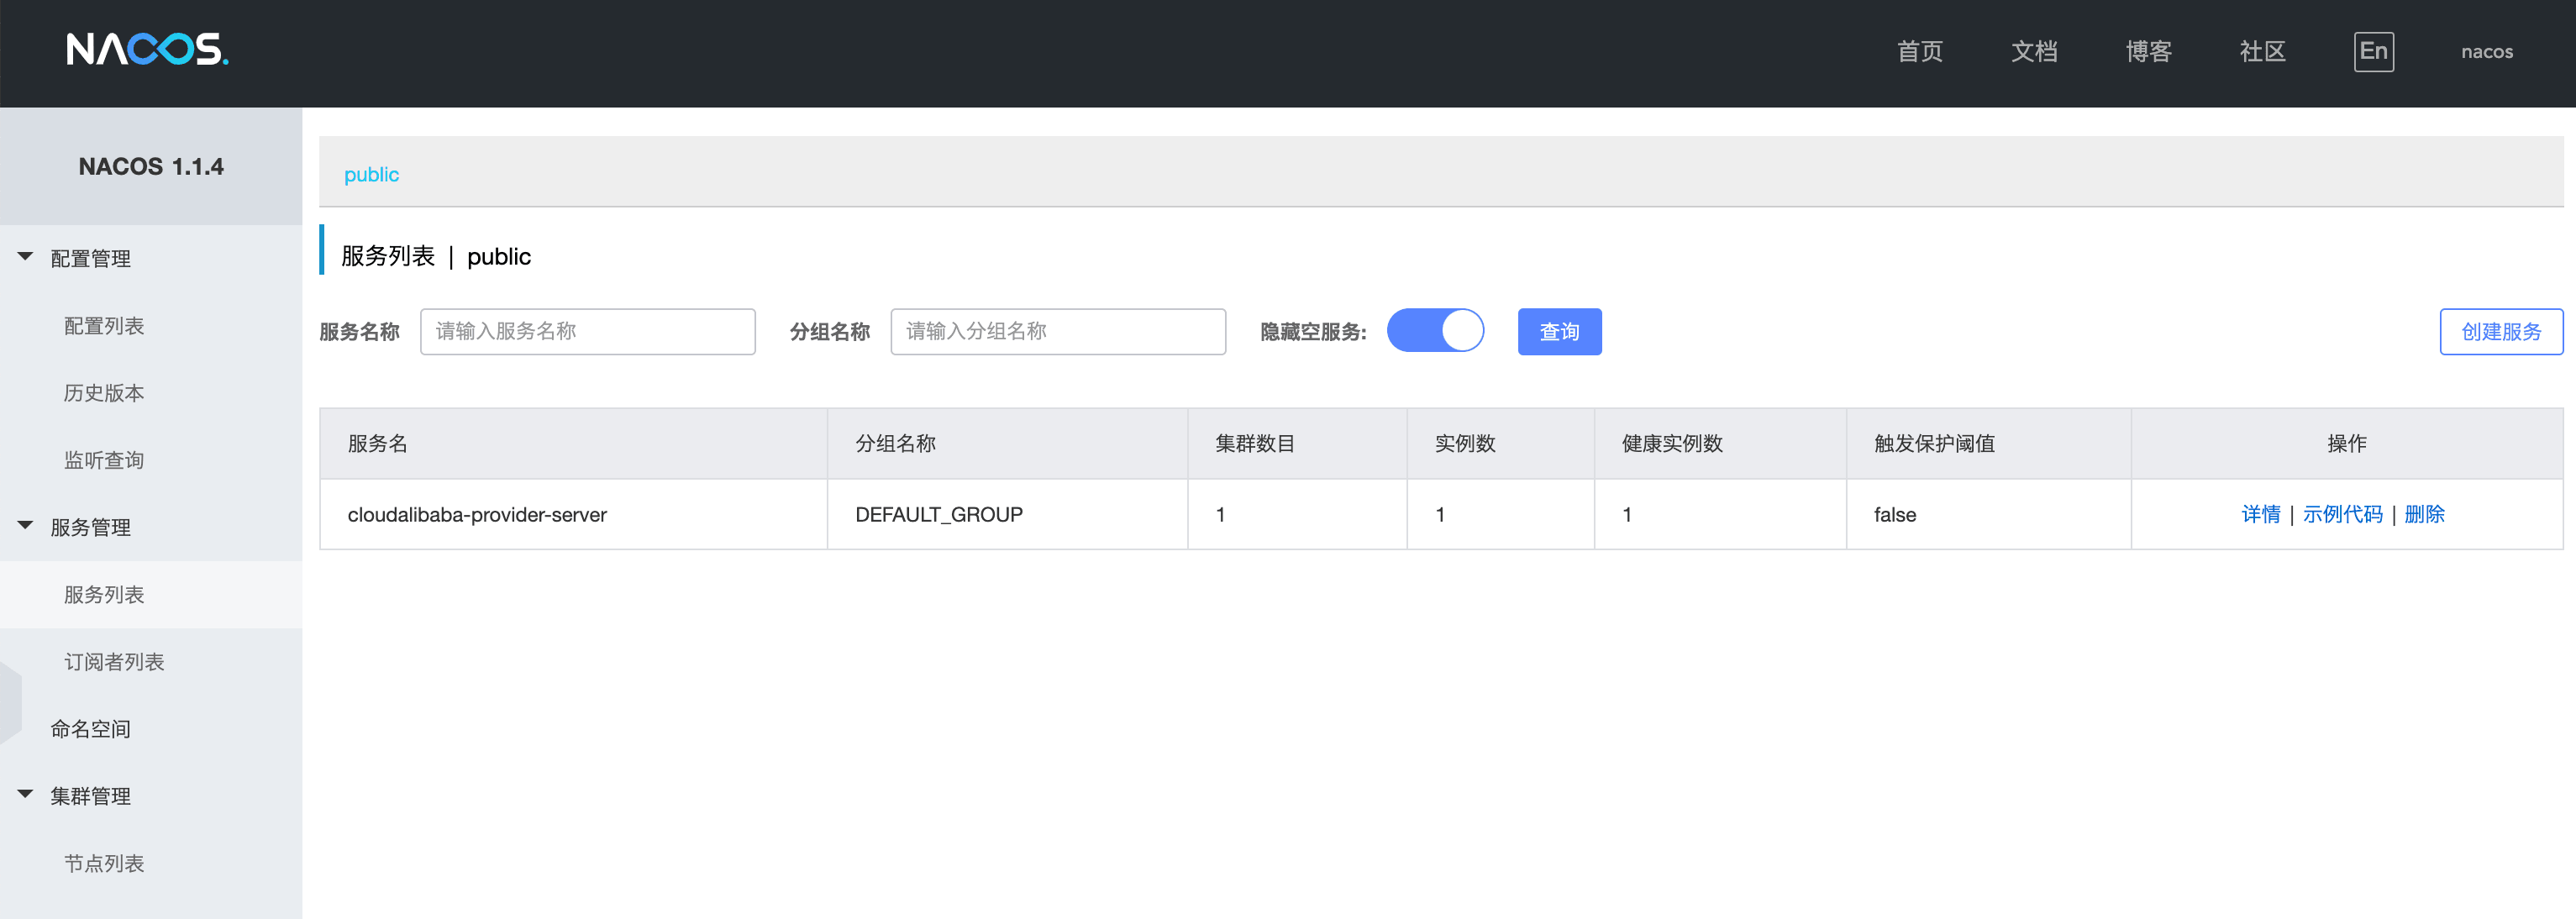 NACOS.
首页 文档 博客 社区 En nacos
NACOS 1.1.4
配置管理
配置列表
历史版本
监听查询
服务管理
服务列表
订阅者列表
命名空间
集群管理
节点列表
public
服务列表 | public
服务名称 请输入服务名称 分组名称 请输入分组名称 隐藏空服务: 查询 创建服务
服务名 分组名称 集群数目 实例数 健康实例数 触发保护阈值 操作
cloudalibaba-provider-server DEFAULT_GROUP 1 1 1 false 详情 | 示例代码 | 删除